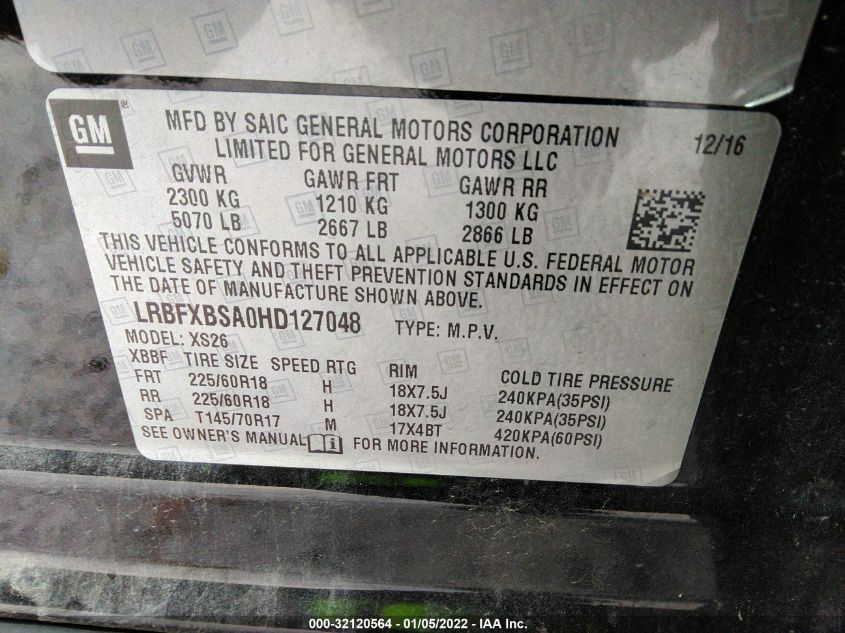 GM
MFD BY SAIC GENERAL MOTORS CORPORATION 12/16
LIMITED FOR GENERAL MOTORS LLC
GVWR GAWR FRT GAWR RR
2300 KG 1210 KG 1300 KG
5070 LB 2667 LB 2866 LB
THIS VEHICLE CONFORMS TO ALL APPLICABLE U.S. FEDERAL MOTOR
VEHICLE SAFETY AND THEFT PREVENTION STANDARDS IN EFFECT ON
THE DATE OF MANUFACTURE SHOWN ABOVE.
LRBFXBSA0HD127048 TYPE: M.P.V.
MODEL: XS26
XBBF TIRE SIZE SPEED RTG RIM COLD TIRE PRESSURE
FRT 225/60R18 H 18X7.5J 240KPA(35PSI)
RR 225/60R18 H 18X7.5J 240KPA(35PSI)
SPA T145/70R17 M 17X4BT 420KPA(60PSI)
SEE OWNER'S MANUAL FOR MORE INFORMATION.
000-32120564 - 01/05/2022 - IAA Inc.